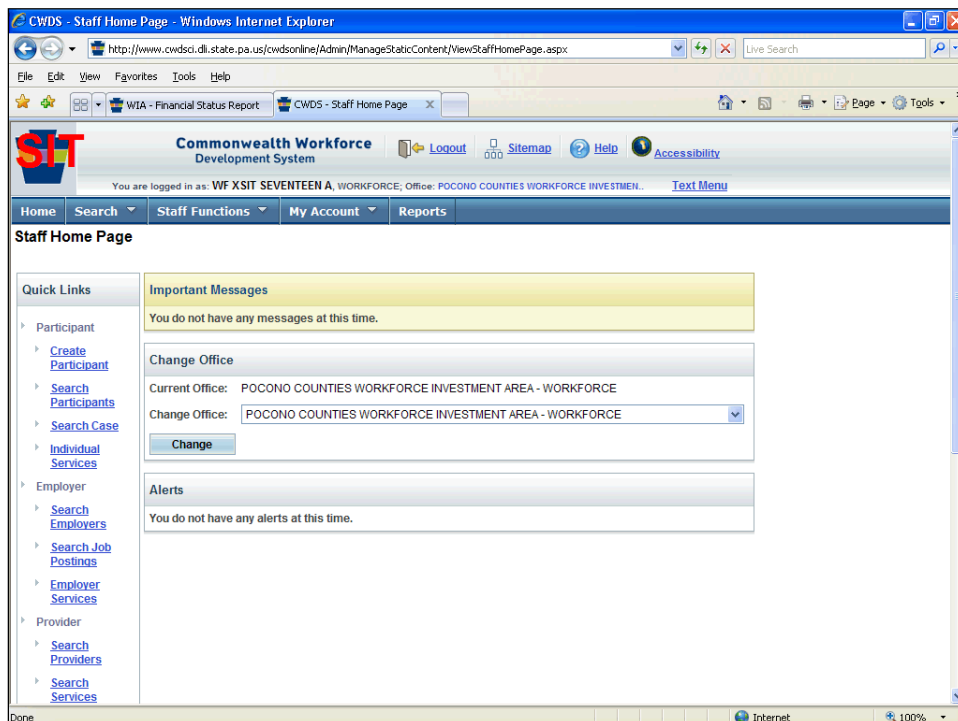 CWDS - Staff Home Page - Windows Internet Explorer
http://www.cwdsci.dli.state.pa.us/cwdsonline/Admin/ManageStaticContent/ViewStaffHomePage.aspx
Live Search
File Edit View Favorites Tools Help
WIA - Financial Status Report
CWDS - Staff Home Page X
Page
Tools
SIT
Commonwealth Workforce
Development System
Logout
Sitemap
Help
Accessibility
You are logged in as: WF XSIT SEVENTEEN A, WORKFORCE; Office: POCONO COUNTIES WORKFORCE INVESTMEN..
Text Menu
Home Search Staff Functions My Account Reports
Staff Home Page
Quick Links
Participant
Create
Participant
Search
Participants
Search Case
Individual
Services
Employer
Search
Employers
Search Job
Postings
Employer
Services
Provider
Search
Providers
Search
Services
Important Messages
You do not have any messages at this time.
Change Office
Current Office: POCONO COUNTIES WORKFORCE INVESTMENT AREA - WORKFORCE
Change Office: POCONO COUNTIES WORKFORCE INVESTMENT AREA - WORKFORCE
Change
Alerts
You do not have any alerts at this time.
Done
Internet
100%